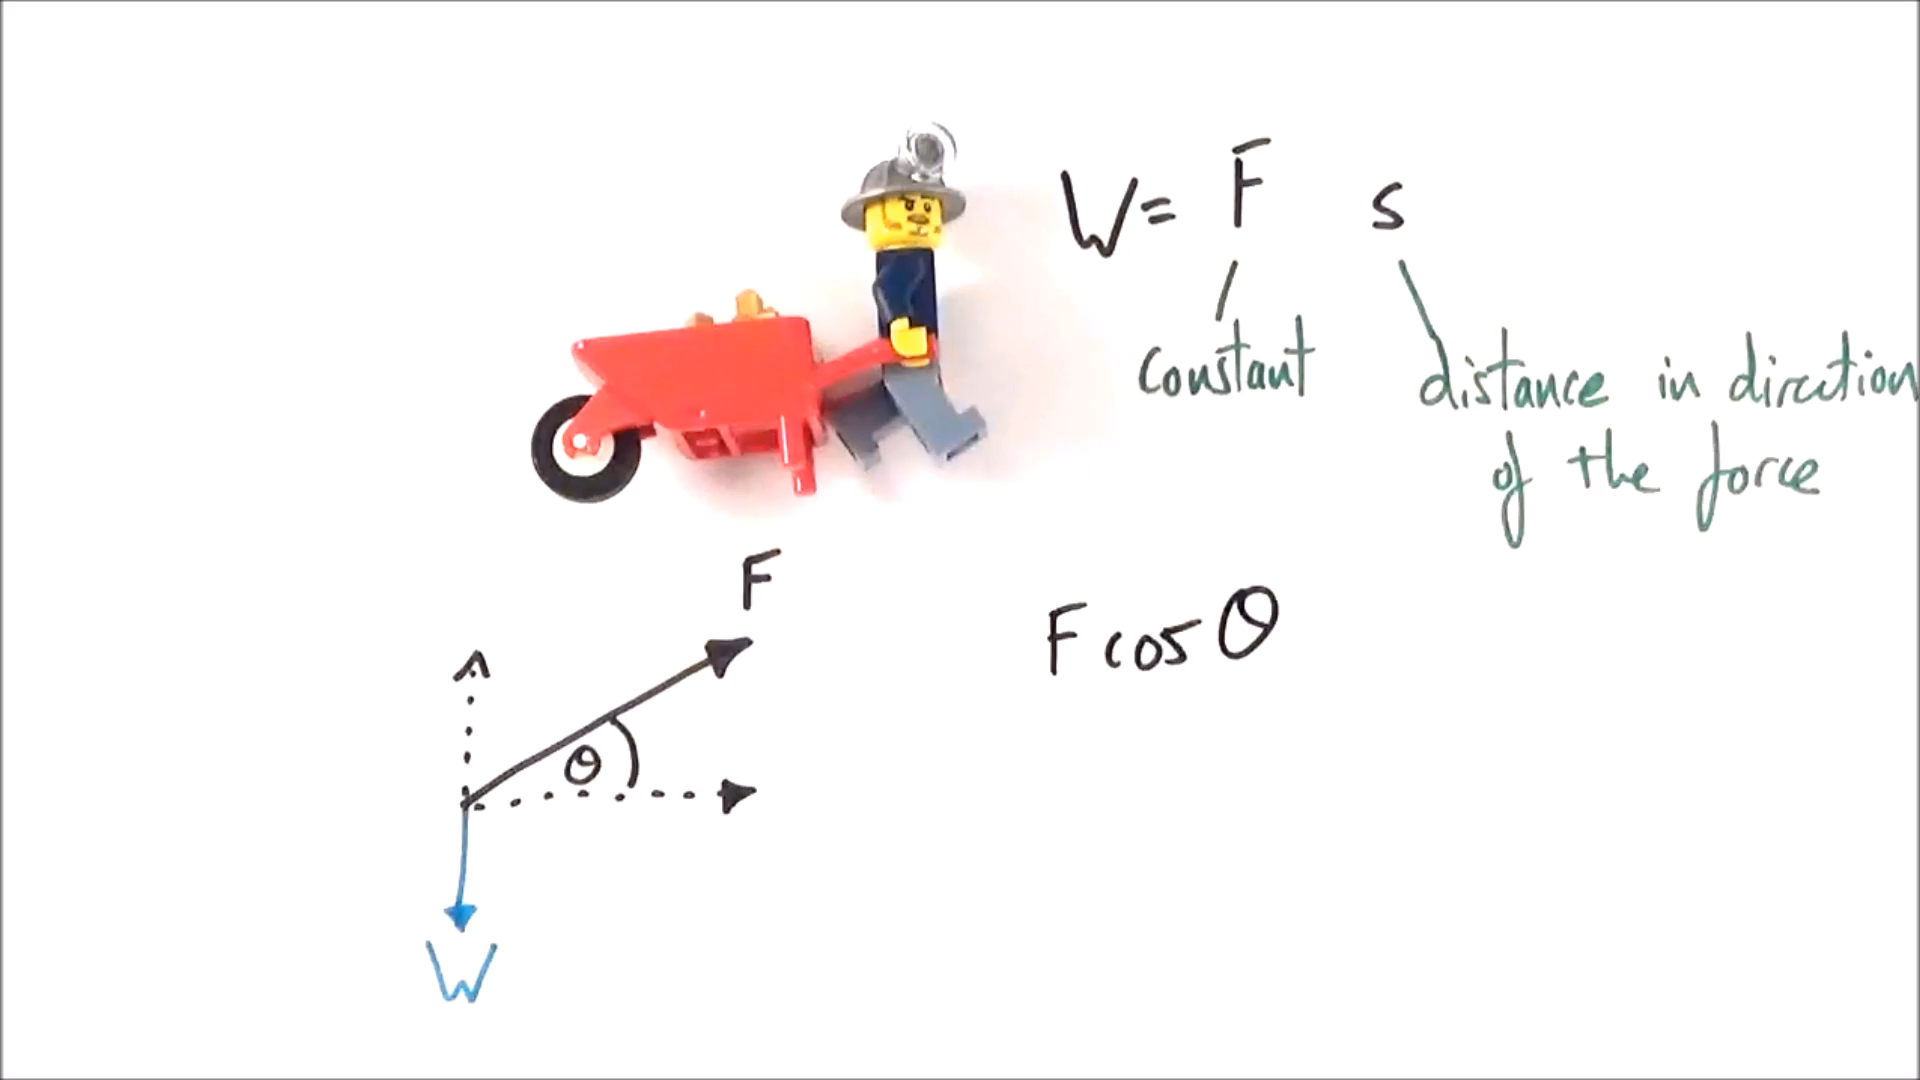 W = F s
constant
distance in direction
of the force
F
F cos θ
θ
W